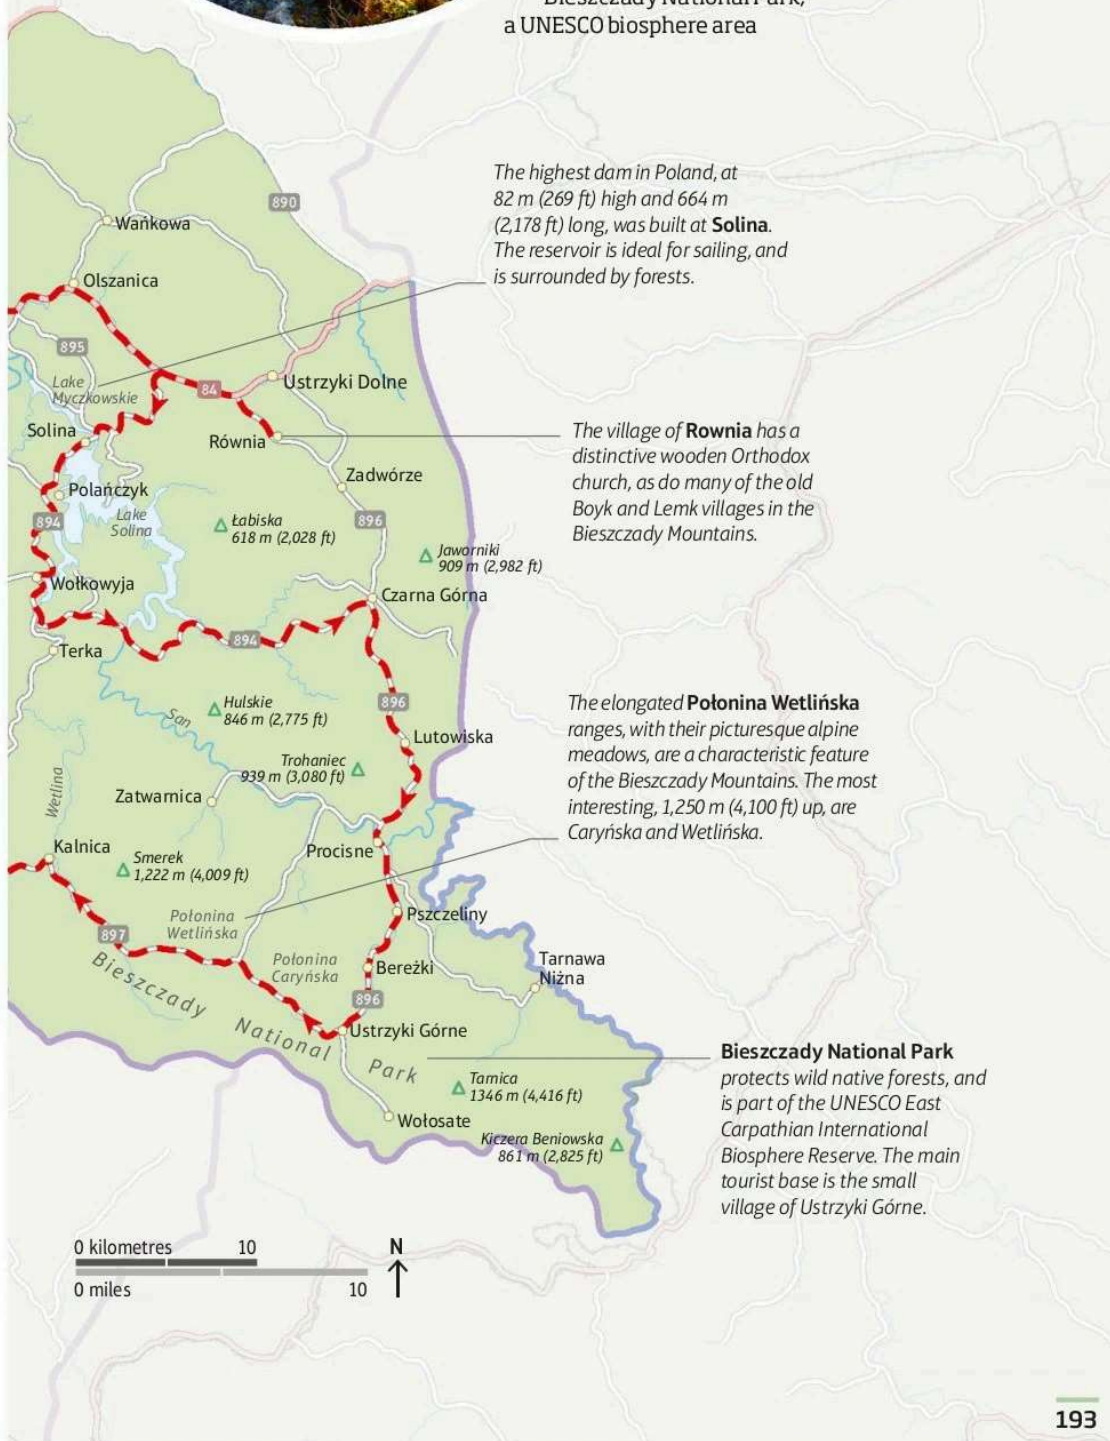 Bieszczady National Park,
a UNESCO biosphere area
The highest dam in Poland, at
82 m (269 ft) high and 664 m
(2,178 ft) long, was built at Solina.
The reservoir is ideal for sailing, and
is surrounded by forests.
890
Wańkowa
Olszanica
895
Lake
Myczkowskie
84
Ustrzyki Dolne
Solina
Równia
The village of Rownia has a
distinctive wooden Orthodox
church, as do many of the old
Boyk and Lemk villages in the
Bieszczady Mountains.
Zadwórze
Polańczyk
894
Lake
Solina
Łabiska
618 m (2,028 ft)
896
Jaworniki
909 m (2,982 ft)
Wołkowyja
Czarna Górna
894
Terka
Hulskie
846 m (2,775 ft)
San
896
The elongated Połonina Wetlińska
ranges, with their picturesque alpine
meadows, are a characteristic feature
of the Bieszczady Mountains. The most
interesting, 1,250 m (4,100 ft) up, are
Caryńska and Wetlińska.
Lutowiska
Trohaniec
939 m (3,080 ft)
Wetlina
Zatwarnica
Kalnica
Procisne
Smerek
1,222 m (4,009 ft)
Połonina
Wetlińska
Pszczeliny
897
Połonina
Caryńska
Bereżki
Tarnawa
Niżna
896
Ustrzyki Górne
Bieszczady National Park
Bieszczady National Park
protects wild native forests, and
is part of the UNESCO East
Carpathian International
Biosphere Reserve. The main
tourist base is the small
village of Ustrzyki Górne.
Tarnica
1346 m (4,416 ft)
Wołosate
Kiczera Beniowska
861 m (2,825 ft)
0 kilometres 10
0 miles 10
N
193